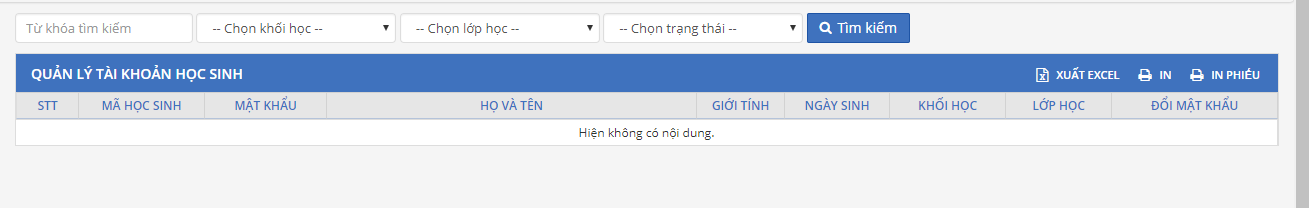 Từ khóa tìm kiếm -- Chọn khối học -- -- Chọn lớp học -- -- Chọn trạng thái -- Tìm kiếm
QUẢN LÝ TÀI KHOẢN HỌC SINH XUẤT EXCEL IN IN PHIẾU
STT MÃ HỌC SINH MẬT KHẨU HỌ VÀ TÊN GIỚI TÍNH NGÀY SINH KHỐI HỌC LỚP HỌC ĐỔI MẬT KHẨU
Hiện không có nội dung.